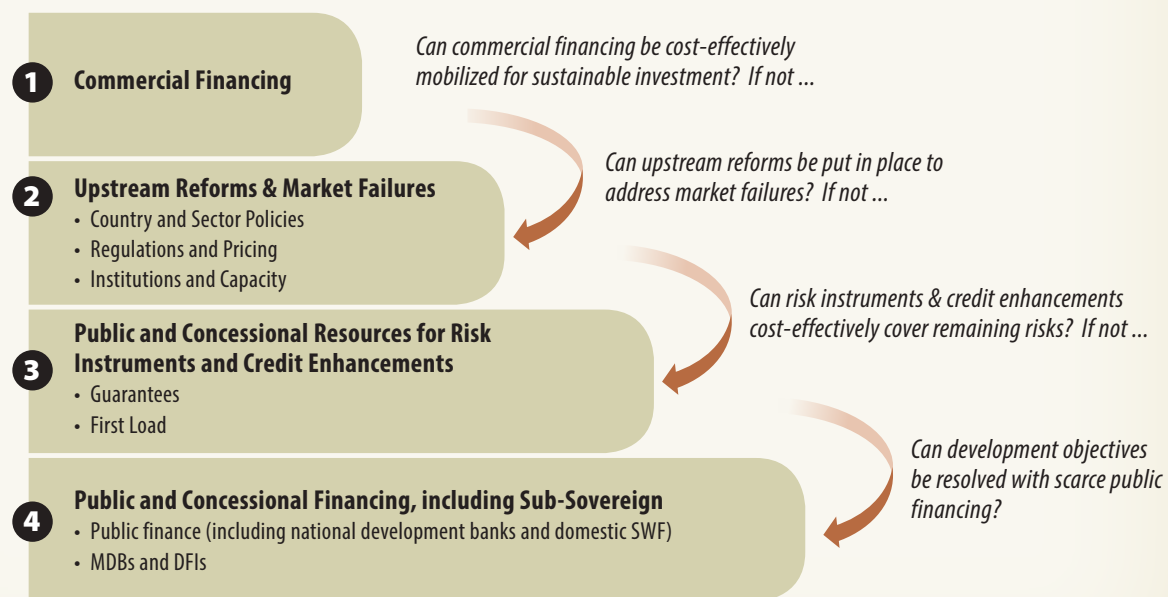 Can commercial financing be cost-effectively
mobilized for sustainable investment? If not ...
1 Commercial Financing
Can upstream reforms be put in place to
address market failures? If not ...
2 Upstream Reforms & Market Failures
• Country and Sector Policies
• Regulations and Pricing
• Institutions and Capacity
Can risk instruments & credit enhancements
cost-effectively cover remaining risks? If not ...
3 Public and Concessional Resources for Risk
Instruments and Credit Enhancements
• Guarantees
• First Load
Can development objectives
be resolved with scarce public
financing?
4 Public and Concessional Financing, including Sub-Sovereign
• Public finance (including national development banks and domestic SWF)
• MDBs and DFIs